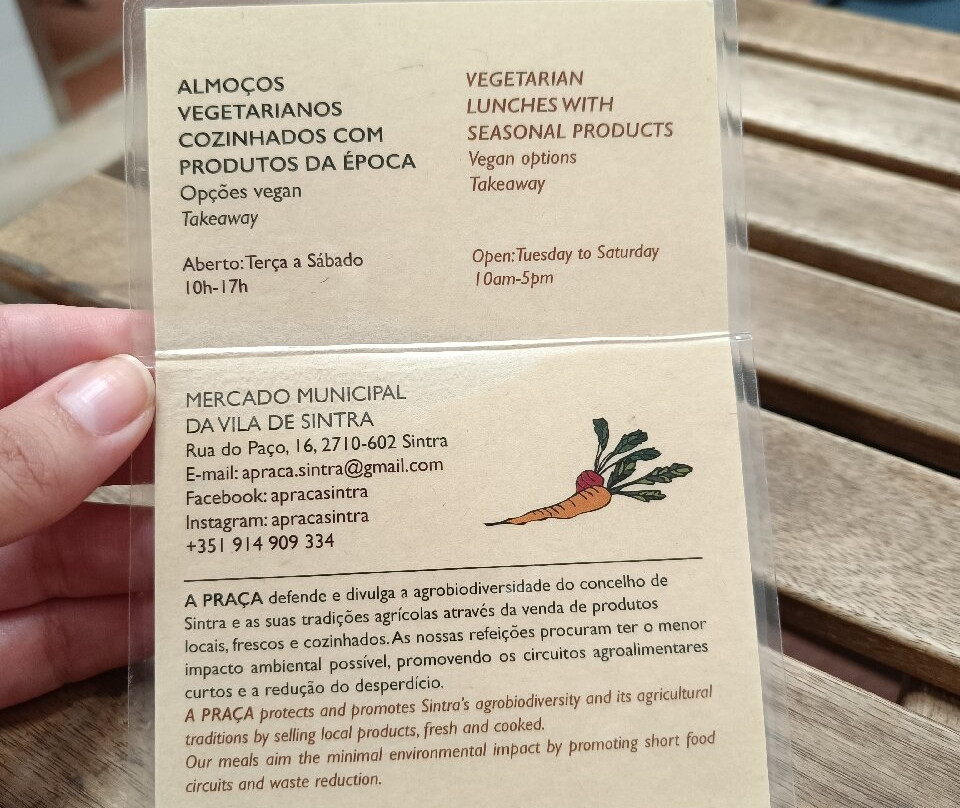 ALMOÇOS
VEGETARIANOS
COZINHADOS COM
PRODUTOS DA ÉPOCA
Opções vegan
Takeaway
Aberto: Terça a Sábado
10h-17h
VEGETARIAN
LUNCHES WITH
SEASONAL PRODUCTS
Vegan options
Takeaway
Open: Tuesday to Saturday
10am-5pm
MERCADO MUNICIPAL
DA VILA DE SINTRA
Rua do Paço, 16, 2710-602 Sintra
E-mail: apraca.sintra@gmail.com
Facebook: apracasintra
Instagram: apracasintra
+351 914 909 334
A PRAÇA defende e divulga a agrobiodiversidade do concelho de
Sintra e as suas tradições agrícolas através da venda de produtos
locais, frescos e cozinhados. As nossas refeições procuram ter o menor
impacto ambiental possível, promovendo os circuitos agroalimentares
curtos e a redução do desperdício.
A PRAÇA protects and promotes Sintra's agrobiodiversity and its agricultural
traditions by selling local products, fresh and cooked.
Our meals aim the minimal environmental impact by promoting short food
circuits and waste reduction.